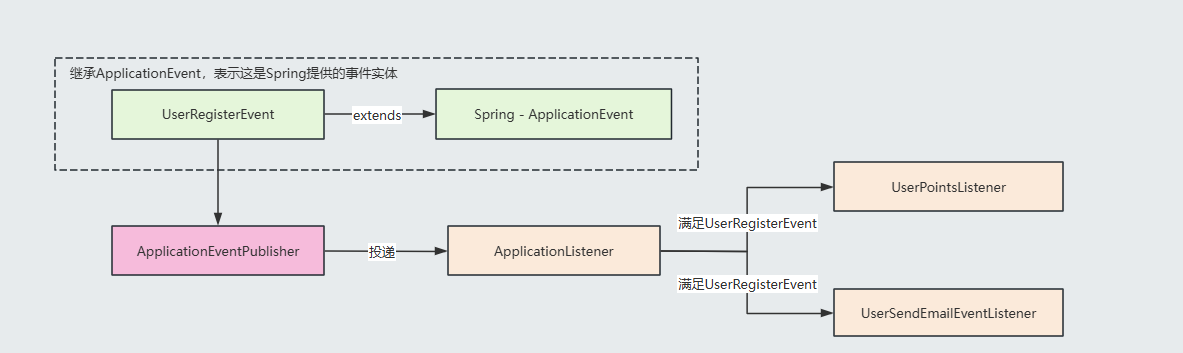 继承ApplicationEvent，表示这是Spring提供的事件实体
UserRegisterEvent
extends
Spring - ApplicationEvent
UserPointsListener
满足UserRegisterEvent
ApplicationEventPublisher
投递
ApplicationListener
满足UserRegisterEvent
UserSendEmailEventListener